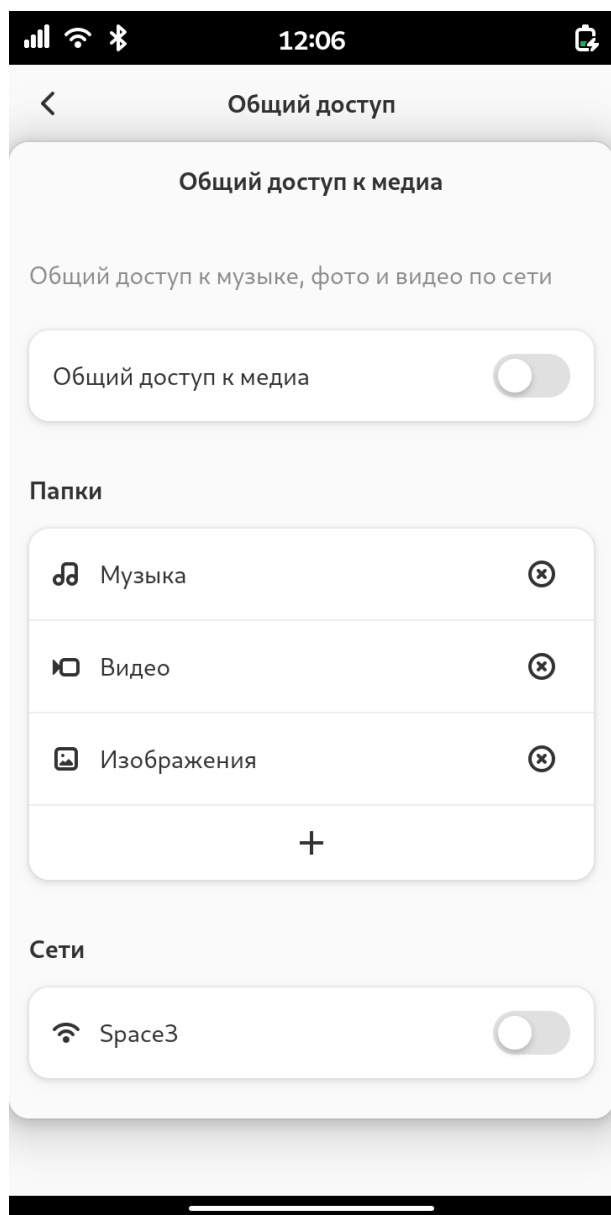 12:06
Общий доступ
Общий доступ к медиа
Общий доступ к музыке, фото и видео по сети
Общий доступ к медиа
Папки
Музыка
Видео
Изображения
Сети
Space3